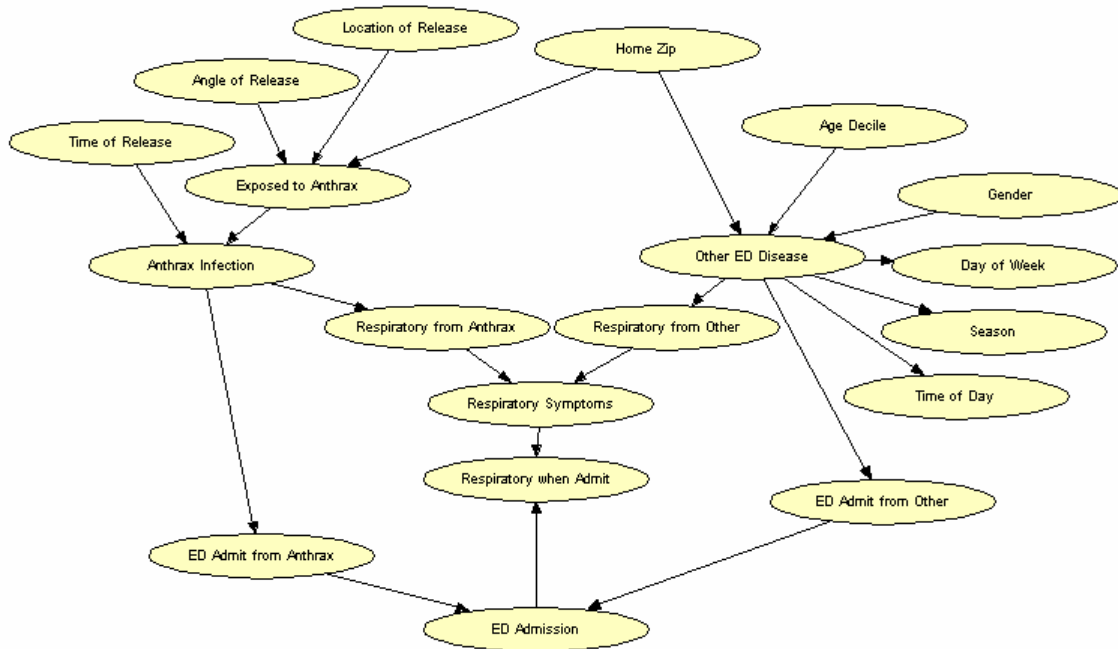 Location of Release
Home Zip
Angle of Release
Age Decile
Time of Release
Exposed to Anthrax
Gender
Other ED Disease
Anthrax Infection
Day of Week
Respiratory from Anthrax
Respiratory from Other
Season
Time of Day
Respiratory Symptoms
Respiratory when Admit
ED Admit from Other
ED Admit from Anthrax
ED Admission